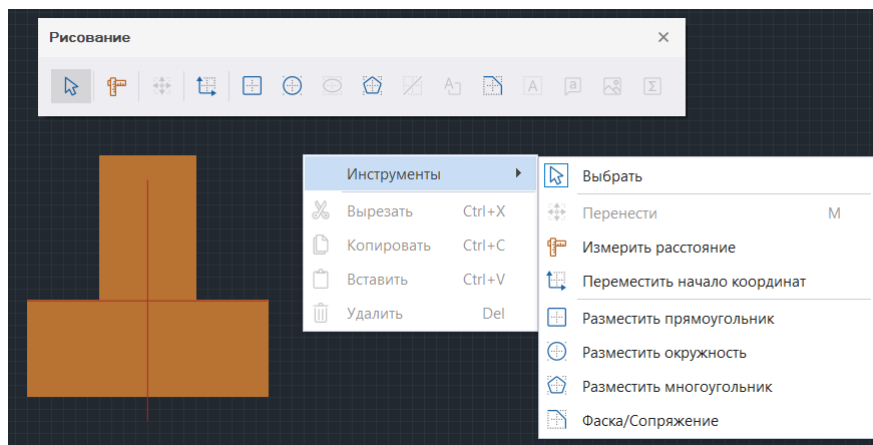 Рисование
Инструменты
Вырезать Ctrl+X
Копировать Ctrl+C
Вставить Ctrl+V
Удалить Del
Выбрать
Перенести M
Измерить расстояние
Переместить начало координат
Разместить прямоугольник
Разместить окружность
Разместить многоугольник
Фаска/Сопряжение